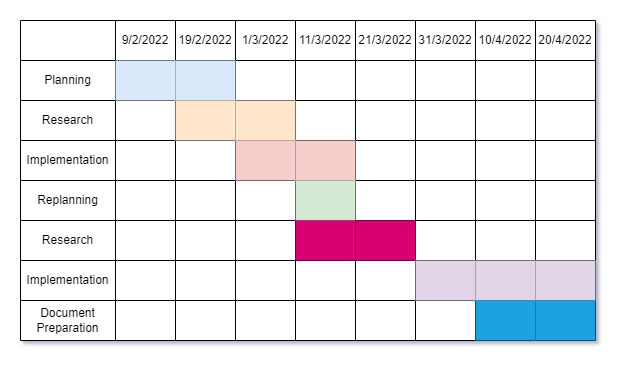 9/2/2022 19/2/2022 1/3/2022 11/3/2022 21/3/2022 31/3/2022 10/4/2022 20/4/2022
Planning
Research
Implementation
Replanning
Research
Implementation
Document
Preparation